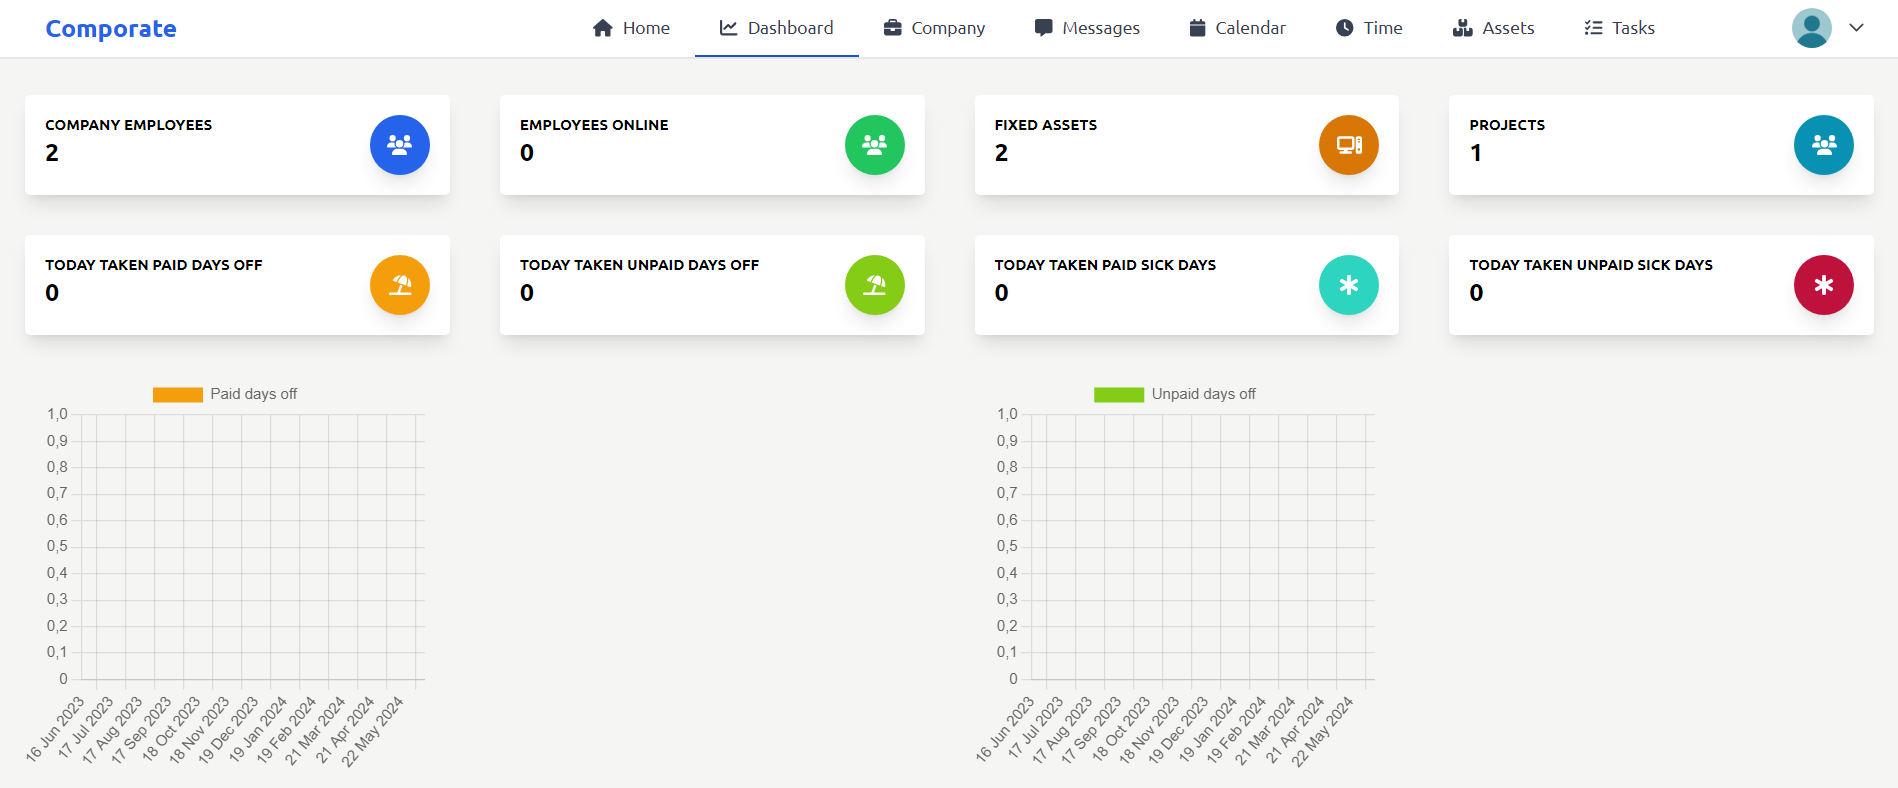 Comporate
Home Dashboard Company Messages Calendar Time Assets Tasks
COMPANY EMPLOYEES
2
EMPLOYEES ONLINE
0
FIXED ASSETS
2
PROJECTS
1
TODAY TAKEN PAID DAYS OFF
0
TODAY TAKEN UNPAID DAYS OFF
0
TODAY TAKEN PAID SICK DAYS
0
TODAY TAKEN UNPAID SICK DAYS
0
Paid days off
1,0
0,9
0,8
0,7
0,6
0,5
0,4
0,3
0,2
0,1
0
16 Jun 2023
17 Jul 2023
17 Aug 2023
17 Sep 2023
18 Oct 2023
18 Nov 2023
19 Dec 2023
19 Jan 2024
19 Feb 2024
21 Mar 2024
21 Apr 2024
22 May 2024
Unpaid days off
1,0
0,9
0,8
0,7
0,6
0,5
0,4
0,3
0,2
0,1
0
16 Jun 2023
17 Jul 2023
17 Aug 2023
17 Sep 2023
18 Oct 2023
18 Nov 2023
19 Dec 2023
19 Jan 2024
19 Feb 2024
21 Mar 2024
21 Apr 2024
22 May 2024